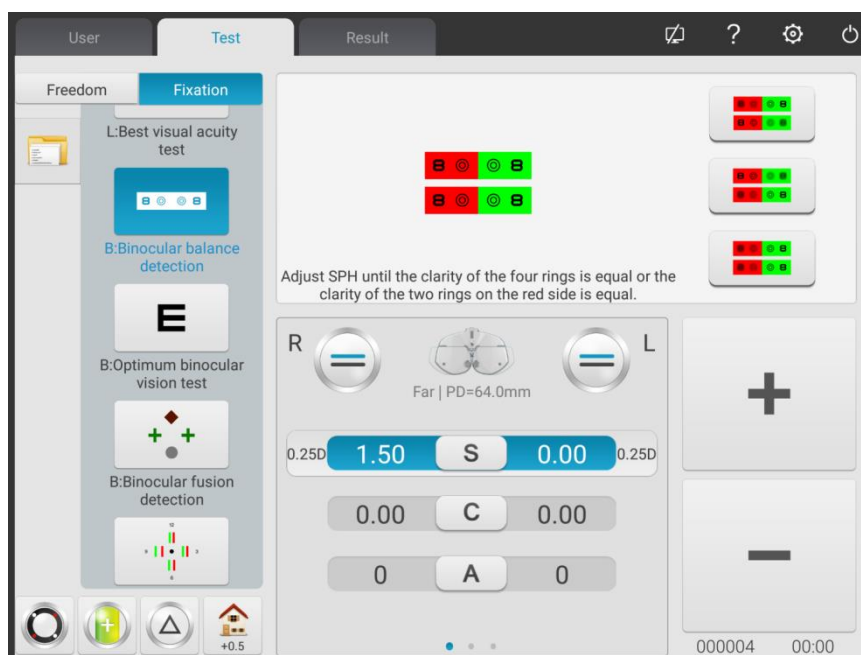 User
Test
Result
?
Freedom
Fixation
L:Best visual acuity
test
B:Binocular balance
detection
E
B:Optimum binocular
vision test
B:Binocular fusion
detection
+0.5
Adjust SPH until the clarity of the four rings is equal or the
clarity of the two rings on the red side is equal.
R
L
Far | PD=64.0mm
0.25D 1.50 S 0.00 0.25D
0.00 C 0.00
0 A 0
+
−
000004 00:00